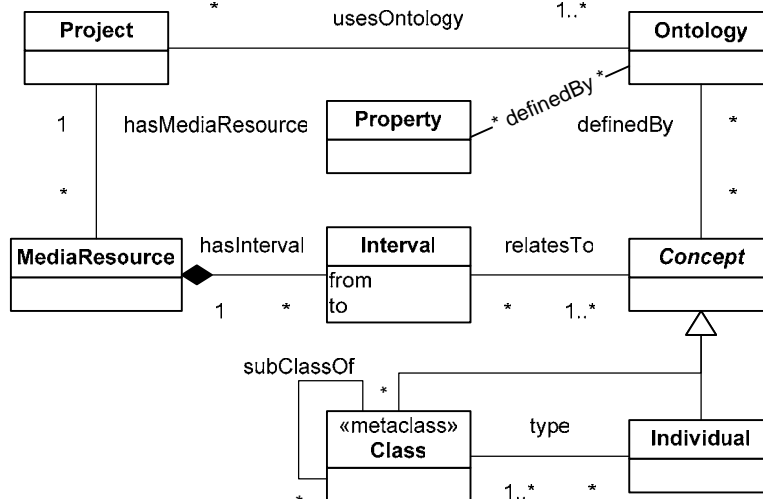 * usesOntology 1..*
Project Ontology
* definedBy *
1 hasMediaResource Property definedBy *
* *
MediaResource hasInterval Interval relatesTo Concept
from
to
1 * * 1..*
subClassOf
*
«metaclass» type
Class Individual
1..* *
*